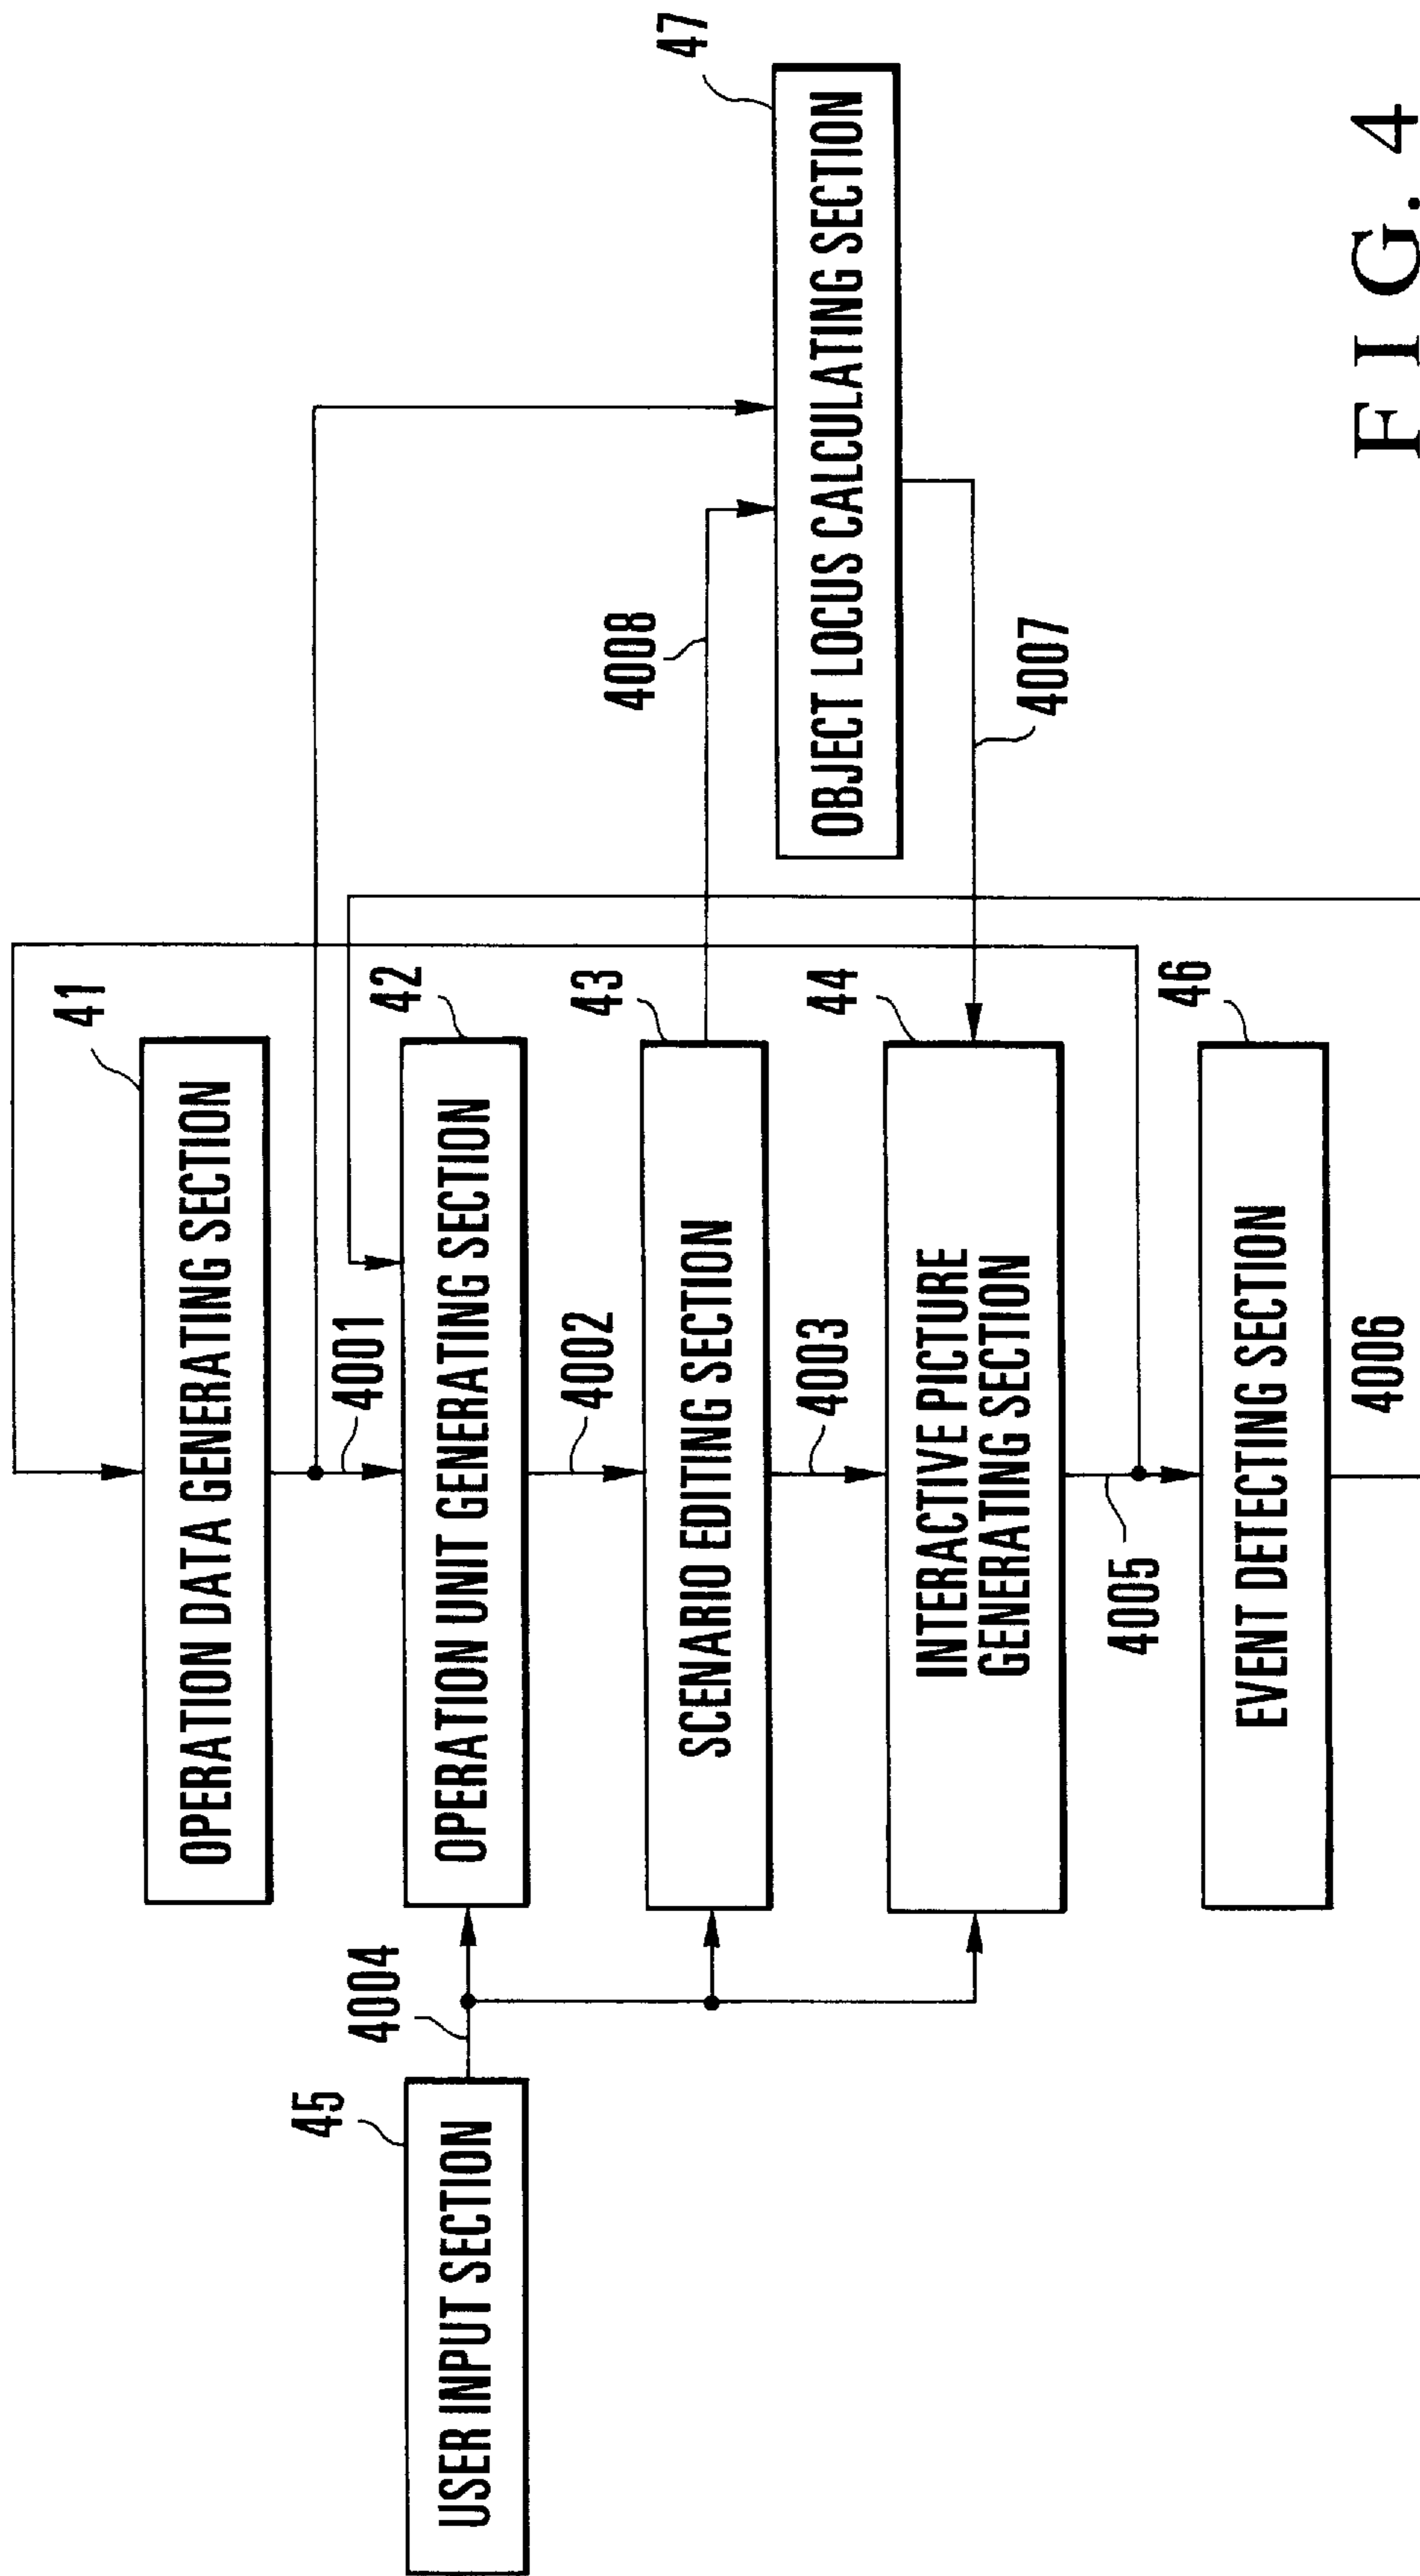 41
OPERATION DATA GENERATING SECTION
4001
42
OPERATION UNIT GENERATING SECTION
4002
45
USER INPUT SECTION
4004
43
SCENARIO EDITING SECTION
4003
4008
47
OBJECT LOCUS CALCULATING SECTION
4007
44
INTERACTIVE PICTURE
GENERATING SECTION
4005
46
EVENT DETECTING SECTION
4006
FIG. 4